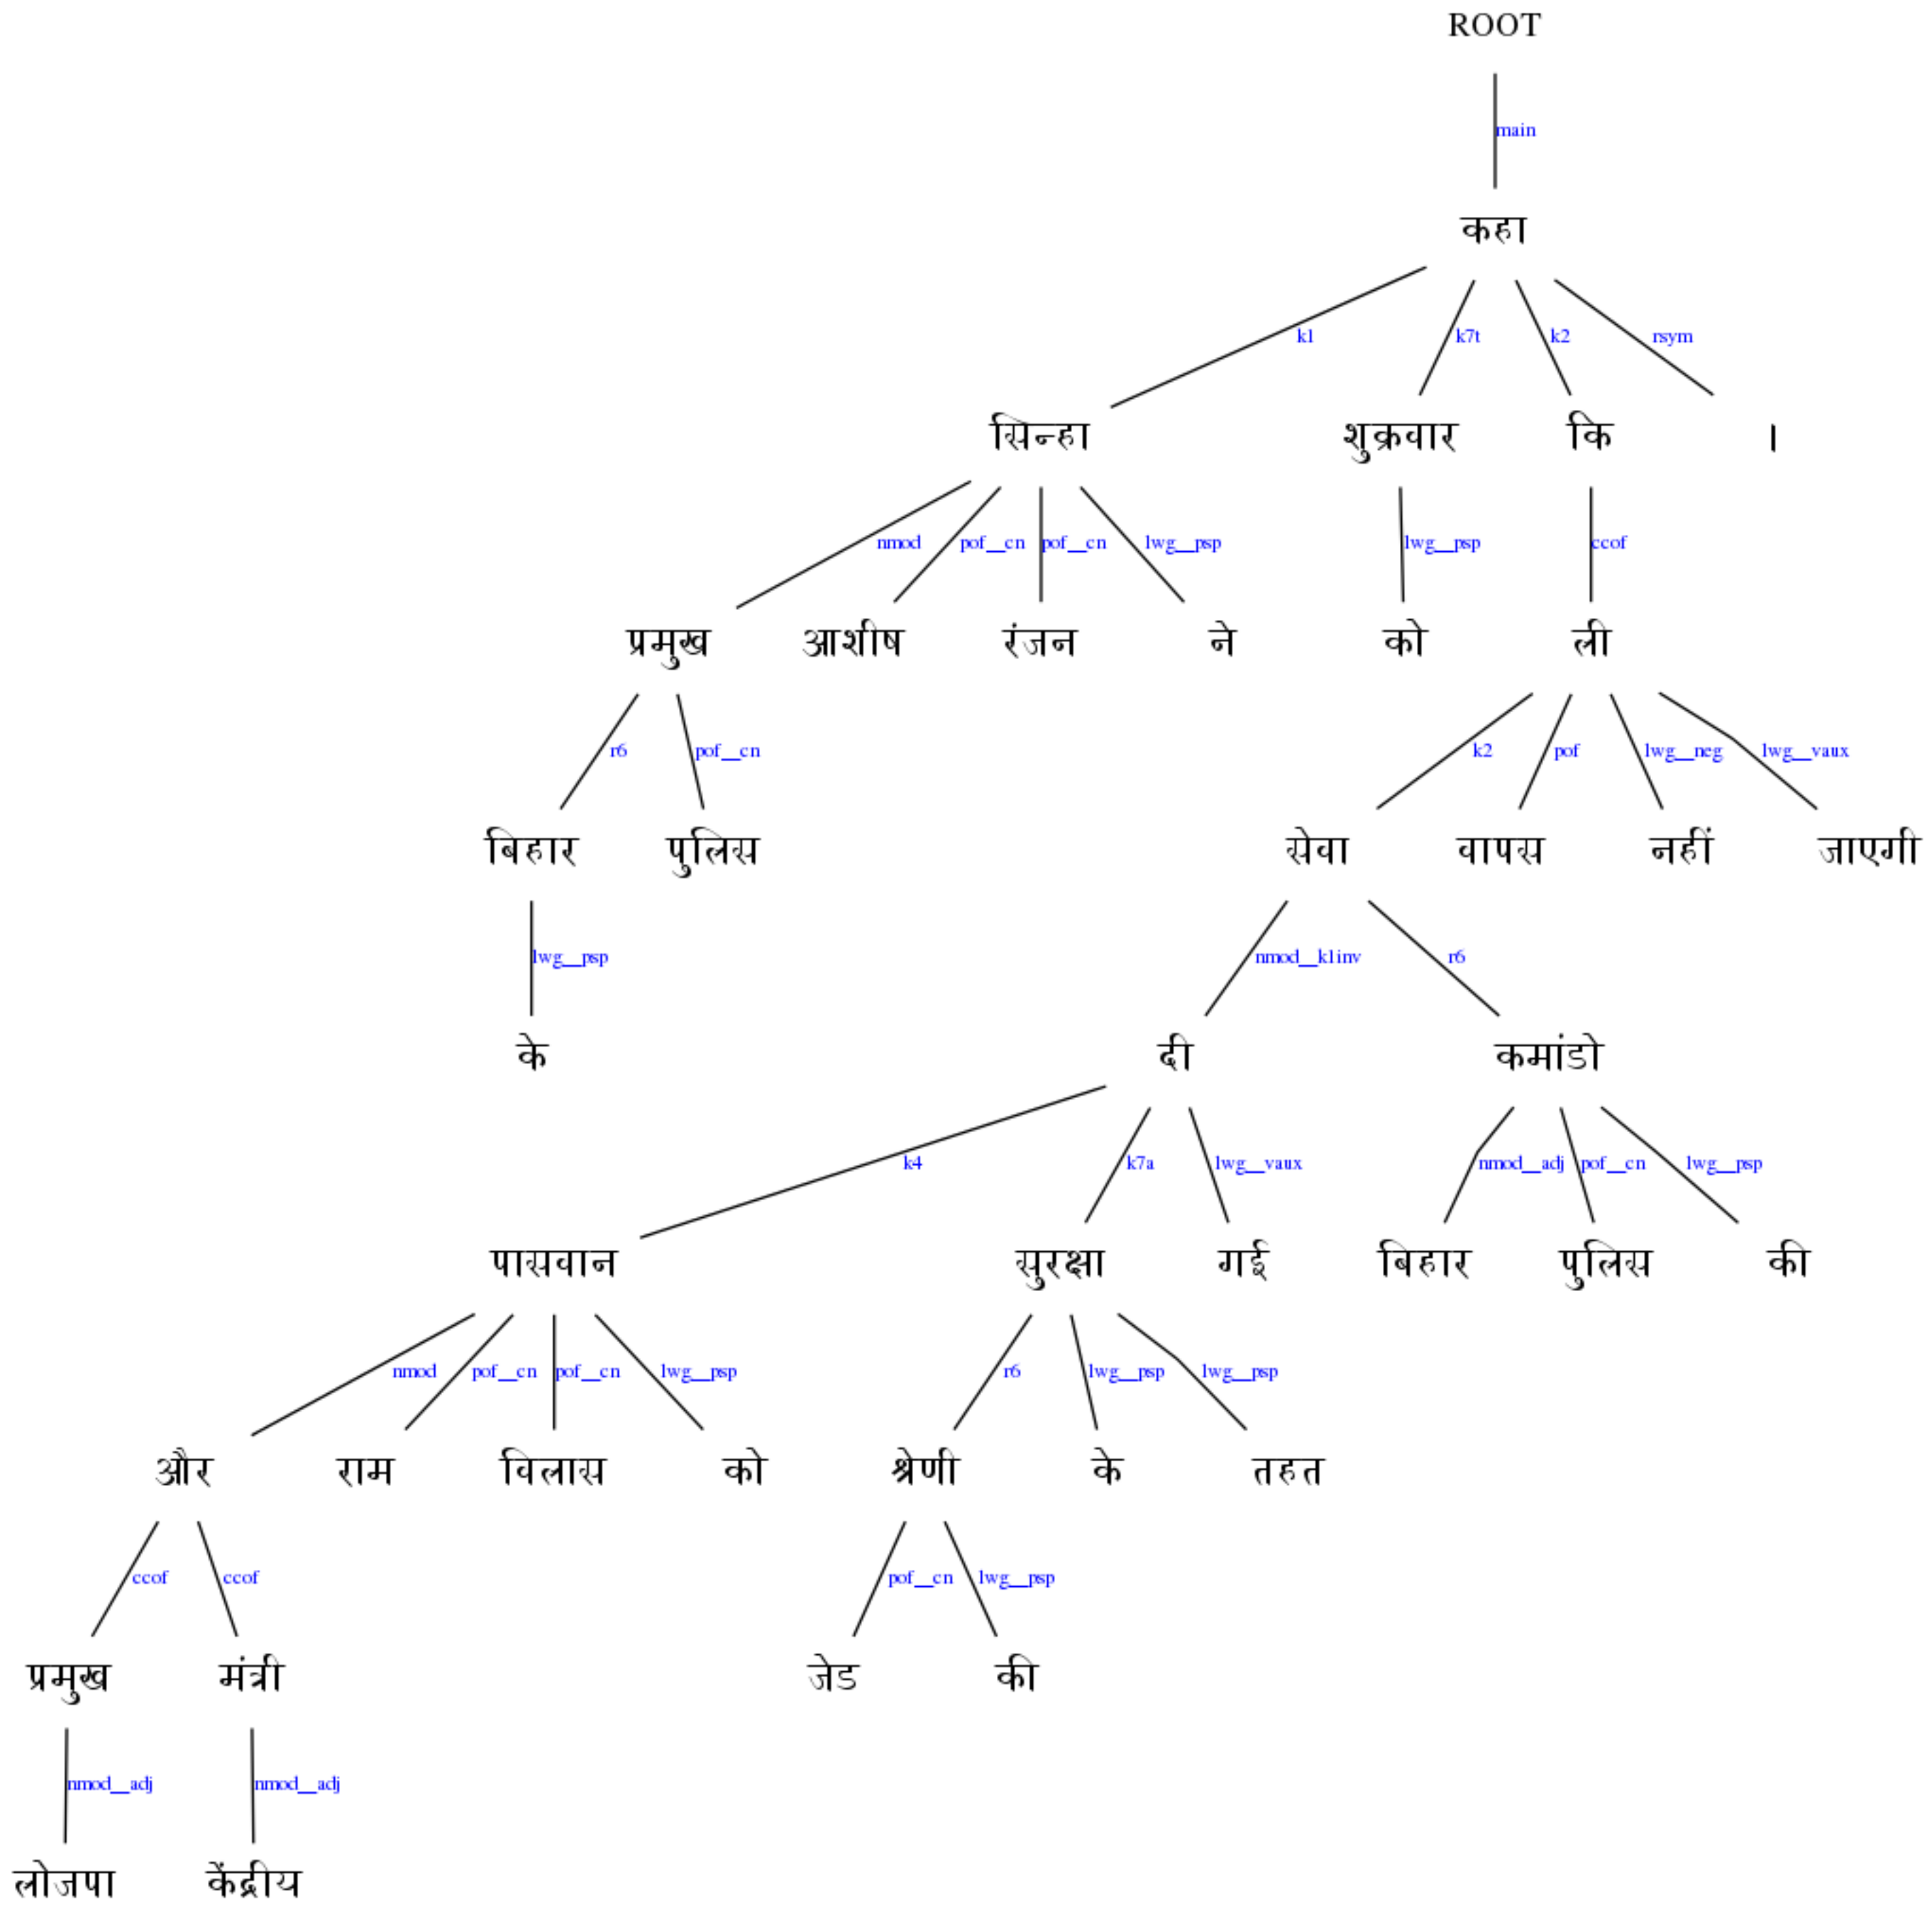 ROOT
main
कहा
k1 k7t k2 rsym
सिन्हा शुक्रवार कि ।
nmod pof__cn pof__cn lwg__psp lwg__psp ccof
प्रमुख आशीष रंजन ने को ली
r6 pof__cn k2 pof lwg__neg lwg__vaux
बिहार पुलिस सेवा वापस नहीं जाएगी
lwg__psp nmod__k1inv r6
के दी कमांडो
k4 k7a lwg__vaux nmod__adj pof__cn lwg__psp
पासवान सुरक्षा गई बिहार पुलिस की
nmod pof__cn pof__cn lwg__psp r6 lwg__psp lwg__psp
और राम विलास को श्रेणी के तहत
ccof ccof pof__cn lwg__psp
प्रमुख मंत्री जेड की
nmod__adj nmod__adj
लोजपा केंद्रीय